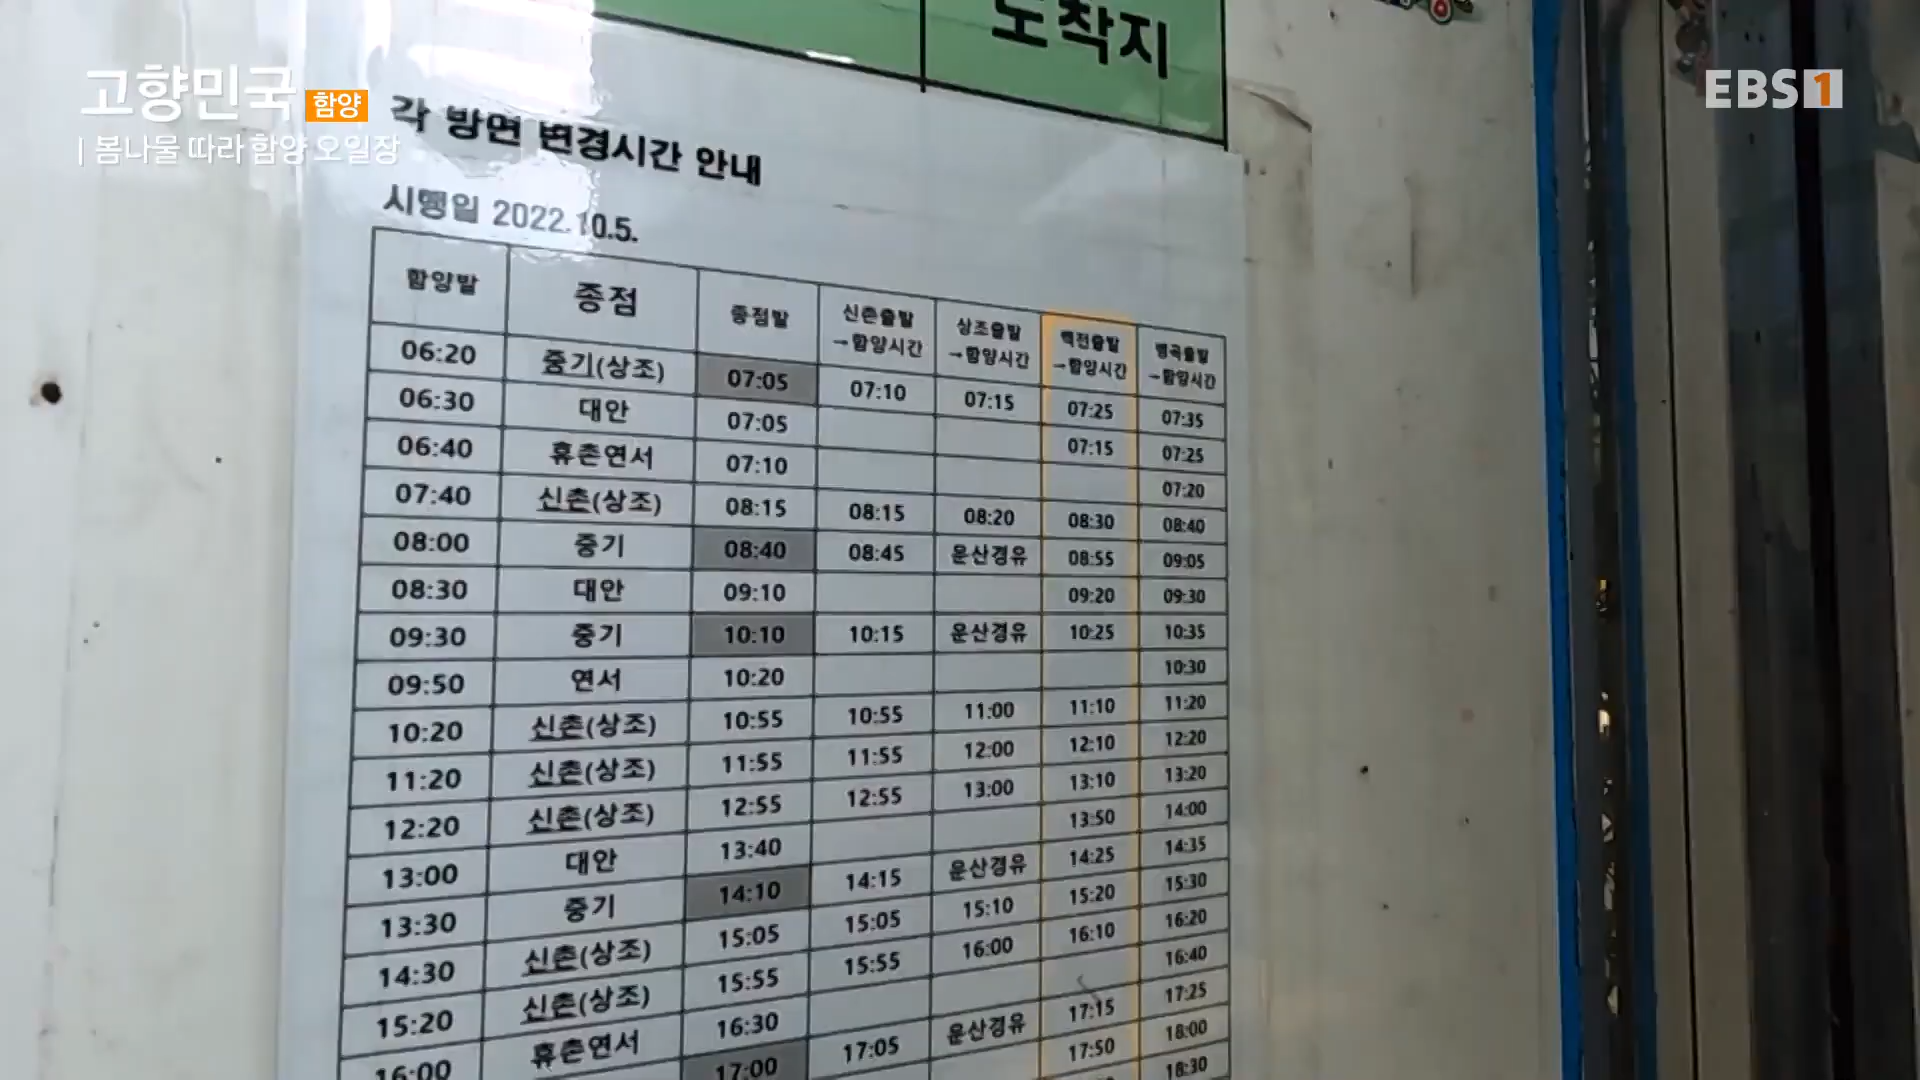 도착지
고향민국 함양
| 봄나물 따라 함양 오일장
EBS1
각 방면 변경시간 안내
시행일 2022.10.5.
함양발 종점 종점발 신촌출발→함양시간 상조출발→함양시간 백전출발→함양시간 병곡출발→함양시간
06:20 중기(상조) 07:05 07:10 07:15 07:25 07:35
06:30 대안 07:05 07:15 07:25
06:40 휴촌연서 07:10 07:20
07:40 신촌(상조) 08:15 08:15 08:20 08:30 08:40
08:00 중기 08:40 08:45 운산경유 08:55 09:05
08:30 대안 09:10 09:20 09:30
09:30 중기 10:10 10:15 운산경유 10:25 10:35
09:50 연서 10:20 10:30
10:20 신촌(상조) 10:55 10:55 11:00 11:10 11:20
11:20 신촌(상조) 11:55 11:55 12:00 12:10 12:20
12:20 신촌(상조) 12:55 12:55 13:00 13:10 13:20
13:00 대안 13:40 13:50 14:00
13:30 중기 14:10 14:15 운산경유 14:25 14:35
14:30 신촌(상조) 15:05 15:05 15:10 15:20 15:30
15:20 신촌(상조) 15:55 15:55 16:00 16:10 16:20
16:00 휴촌연서 16:30 16:40
17:00 17:05 운산경유 17:15 17:25
17:50 18:00
18:30